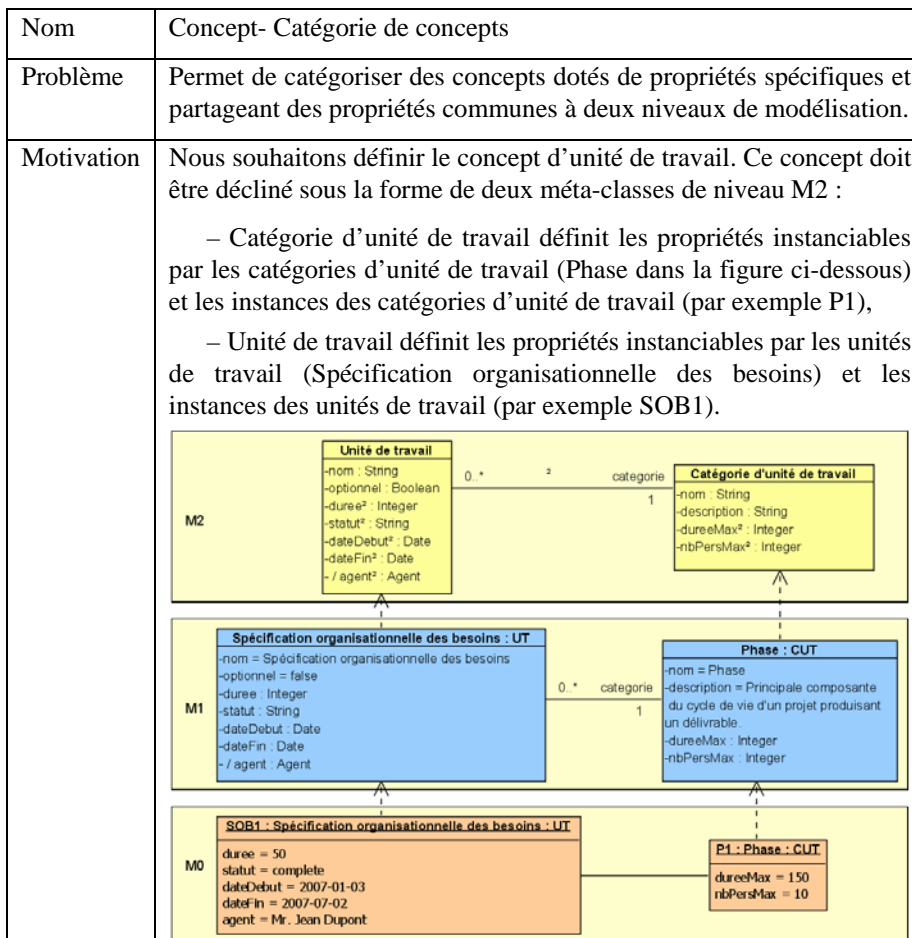 Nom
Concept- Catégorie de concepts
Problème
Permet de catégoriser des concepts dotés de propriétés spécifiques et
partageant des propriétés communes à deux niveaux de modélisation.
Motivation
Nous souhaitons définir le concept d’unité de travail. Ce concept doit
être décliné sous la forme de deux méta-classes de niveau M2 :
– Catégorie d’unité de travail définit les propriétés instanciables
par les catégories d’unité de travail (Phase dans la figure ci-dessous)
et les instances des catégories d’unité de travail (par exemple P1),
– Unité de travail définit les propriétés instanciables par les unités
de travail (Spécification organisationnelle des besoins) et les
instances des unités de travail (par exemple SOB1).
M2
Unité de travail
-nom : String
-optionnel : Boolean
-duree² : Integer
-statut² : String
-dateDebut² : Date
-dateFin² : Date
- / agent² : Agent
0..*
²
categorie
1
Catégorie d'unité de travail
-nom : String
-description : String
-dureeMax² : Integer
-nbPersMax² : Integer
M1
Spécification organisationnelle des besoins : UT
-nom = Spécification organisationnelle des besoins
-optionnel = false
-duree : Integer
-statut : String
-dateDebut : Date
-dateFin : Date
- / agent : Agent
0..*
categorie
1
Phase : CUT
-nom = Phase
-description = Principale composante
du cycle de vie d'un projet produisant
un délivrable.
-dureeMax : Integer
-nbPersMax : Integer
M0
SOB1 : Spécification organisationnelle des besoins : UT
duree = 50
statut = complete
dateDebut = 2007-01-03
dateFin = 2007-07-02
agent = Mr. Jean Dupont
P1 : Phase : CUT
dureeMax = 150
nbPersMax = 10